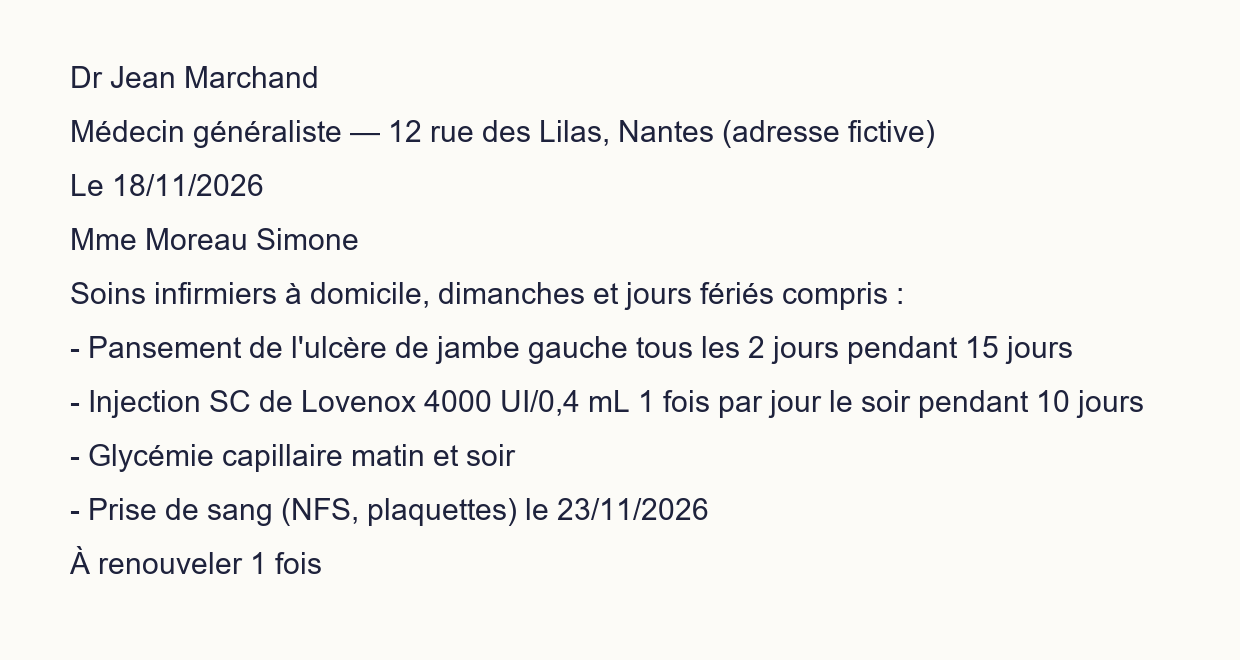 Dr Jean Marchand
Médecin généraliste — 12 rue des Lilas, Nantes (adresse fictive)
Le 18/11/2026
Mme Moreau Simone
Soins infirmiers à domicile, dimanches et jours fériés compris :
- Pansement de l'ulcère de jambe gauche tous les 2 jours pendant 15 jours
- Injection SC de Lovenox 4000 UI/0,4 mL 1 fois par jour le soir pendant 10 jours
- Glycémie capillaire matin et soir
- Prise de sang (NFS, plaquettes) le 23/11/2026
À renouveler 1 fois